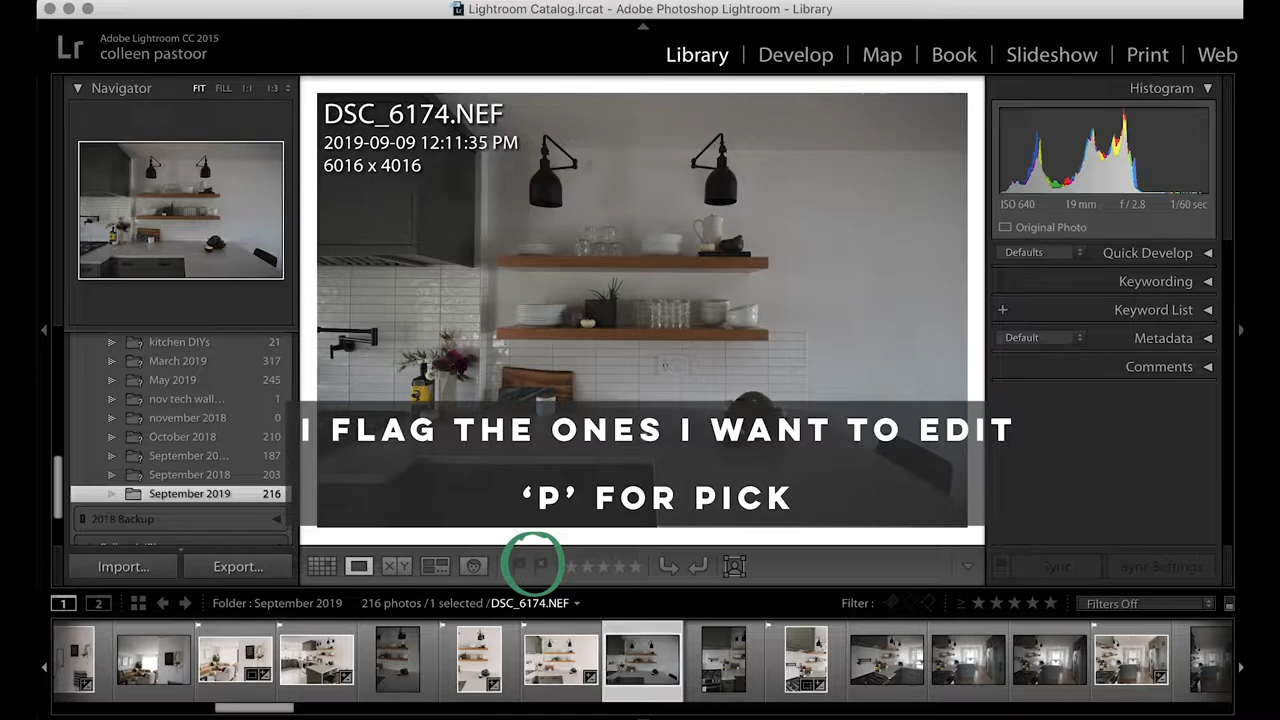 Lightroom Catalog.lrcat - Adobe Photoshop Lightroom - Library
Lr
Adobe Lightroom CC 2015
colleen pastoor
Library | Develop | Map | Book | Slideshow | Print | Web
Navigator FIT FILL 1:1 1:3
Histogram
DSC_6174.NEF
2019-09-09 12:11:35 PM
6016 x 4016
ISO 640 19 mm f / 2.8 1/60 sec
Original Photo
Defaults Quick Develop
Keywording
Keyword List
Default Metadata
Comments
kitchen DIYs 21
March 2019 317
May 2019 245
nov tech wall... 1
november 2018 0
October 2018 210
September 20... 187
September 2018 203
September 2019 216
2018 Backup
I FLAG THE ONES I WANT TO EDIT
‘P’ FOR PICK
Import... Export...
XY
Sync Sync Settings
1 2 Folder : September 2019 216 photos / 1 selected / DSC_6174.NEF Filter : Filters Off